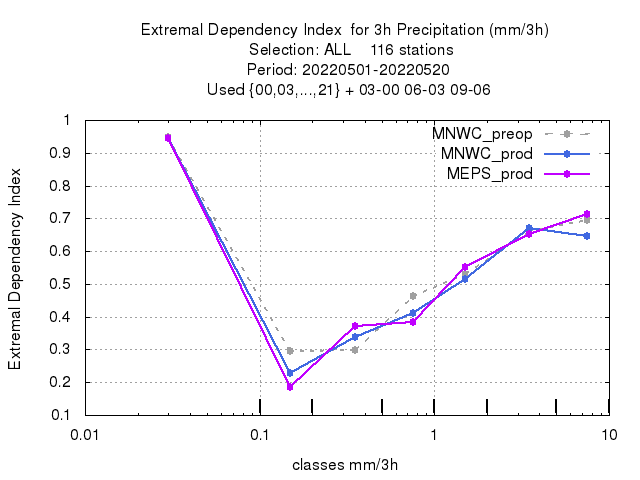 Extremal Dependency Index  for 3h Precipitation (mm/3h)
Selection: ALL    116 stations
Period: 20220501-20220520
Used {00,03,...,21} + 03-00 06-03 09-06
MNWC_preop
MNWC_prod
MEPS_prod
Extremal Dependency Index
1
0.9
0.8
0.7
0.6
0.5
0.4
0.3
0.2
0.1
0.01 0.1 1 10
classes mm/3h